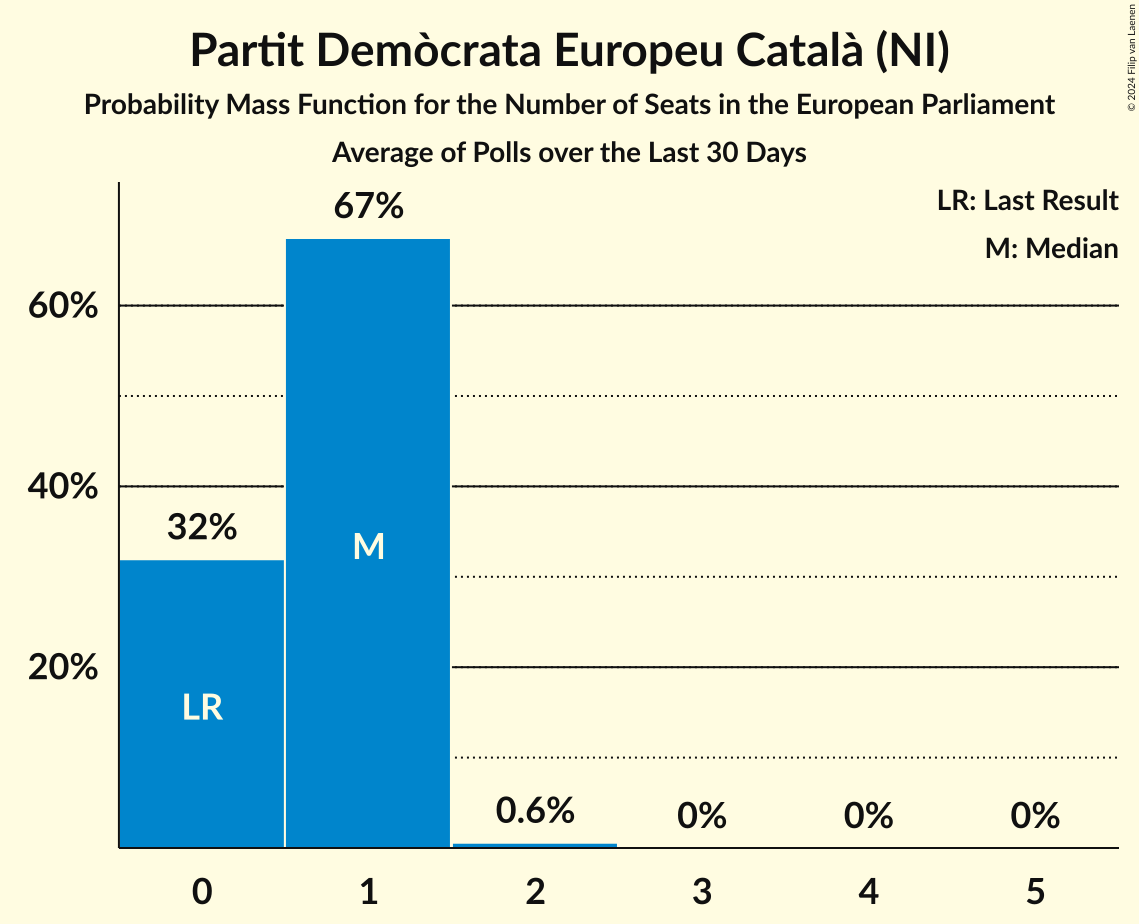 Partit Demòcrata Europeu Català (NI)
Probability Mass Function for the Number of Seats in the European Parliament
Average of Polls over the Last 30 Days
© 2024 Filip van Laenen
LR: Last Result
M: Median
67%
60%
40%
32%
M
20%
LR
0.6%
0%
0%
0%
0
1
2
3
4
5